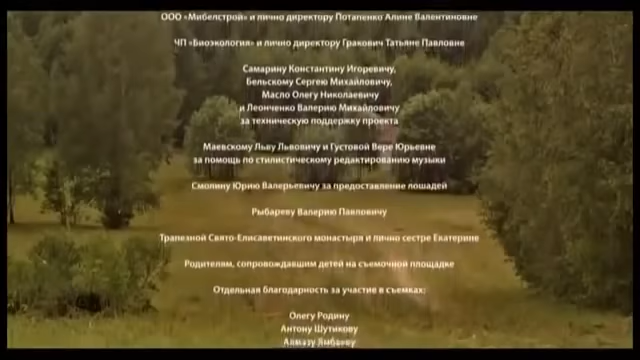 ООО «Мибелстрой» и лично директору Потапенко Алине Валентиновне
ЧП «Биоэкология» и лично директору Гракович Татьяне Павловне
Самарину Константину Игоревичу,
Бельскому Сергею Михайловичу,
Масло Олегу Николаевичу
и Леонченко Валерию Михайловичу
за техническую поддержку проекта
Маевскому Льву Львовичу и Густовой Вере Юрьевне
за помощь по стилистическому редактированию музыки
Смолину Юрию Валерьевичу за предоставление лошадей
Рыбареву Валерию Павловичу
Трапезной Свято-Елисаветинского монастыря и лично сестре Екатерине
Родителям, сопровождавшим детей на съемочной площадке
Отдельная благодарность за участие в съемках:
Олегу Родину
Антону Шутикову
Алмазу Ямбаеву